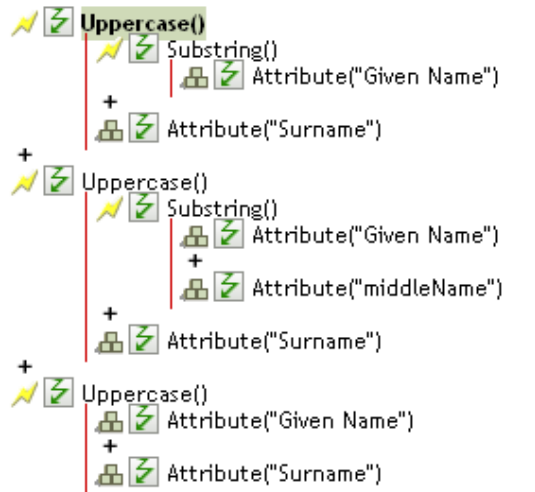 Uppercase()
Substring()
Attribute("Given Name")
+
Attribute("Surname")
+
Uppercase()
Substring()
Attribute("Given Name")
+
Attribute("middleName")
+
Attribute("Surname")
+
Uppercase()
Attribute("Given Name")
+
Attribute("Surname")